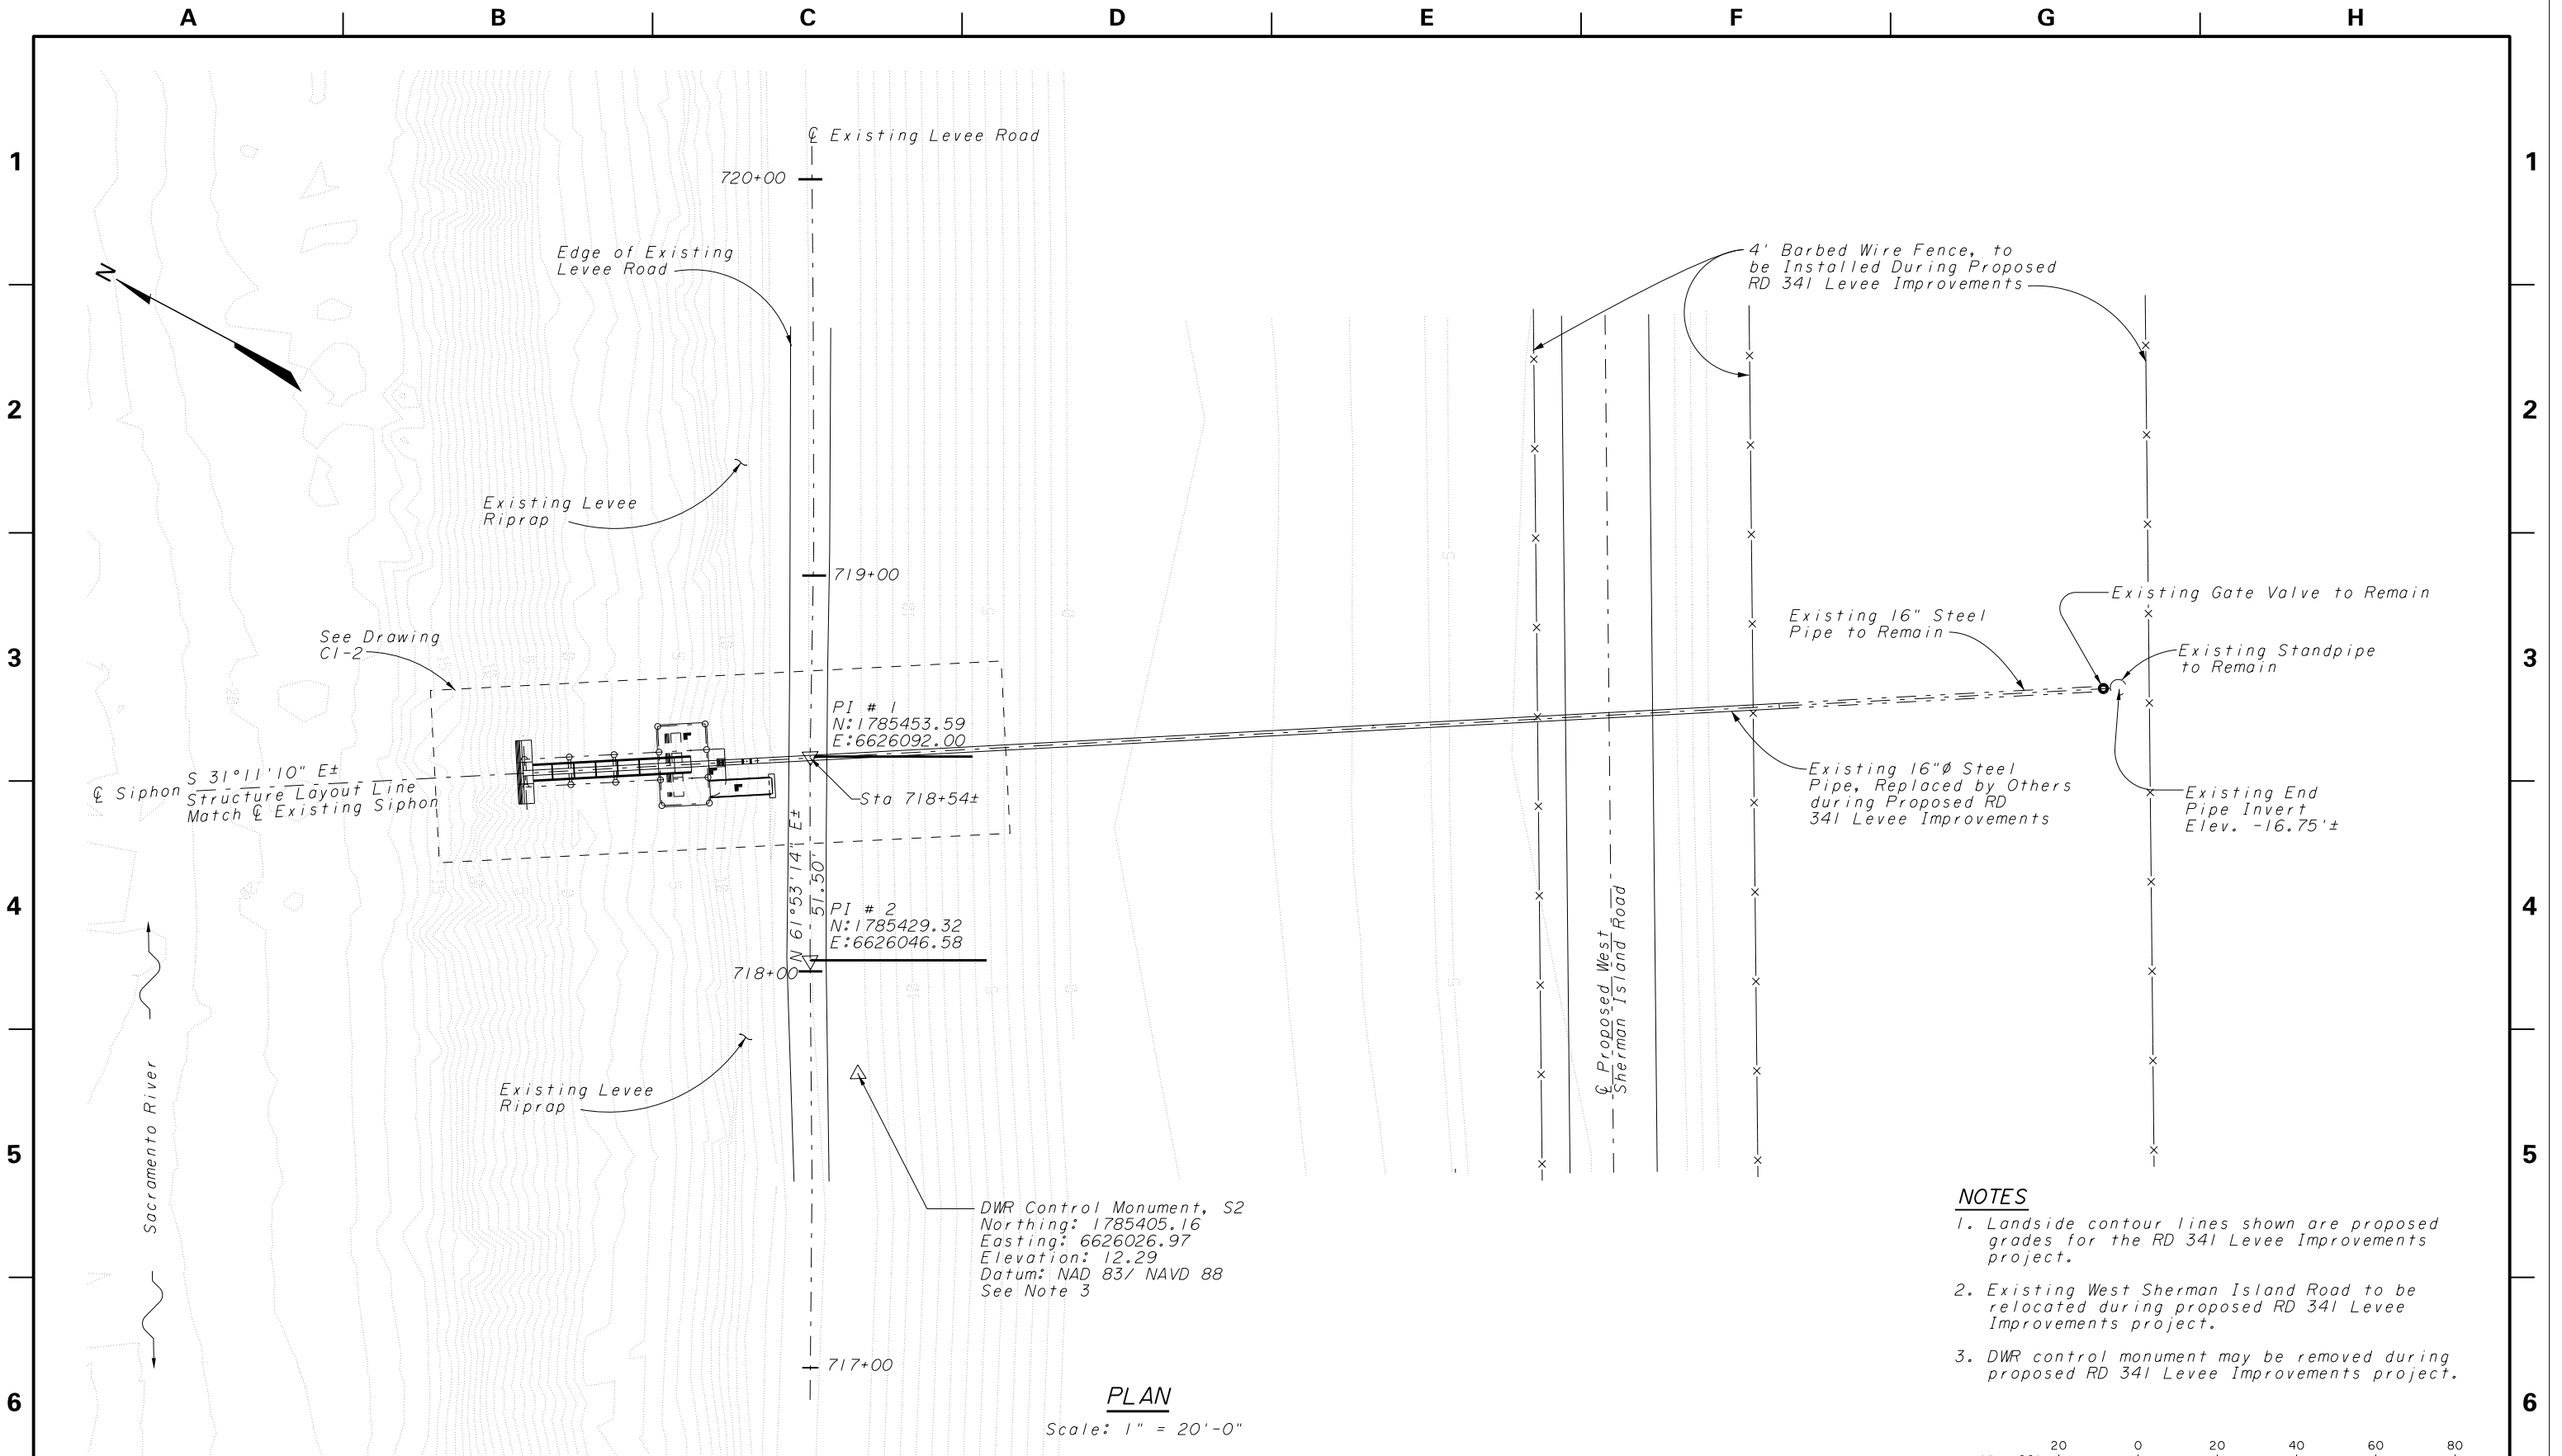 A B C D E F G H
℄ Existing Levee Road
1 1
720+00
Edge of Existing
Levee Road
4' Barbed Wire Fence, to
be Installed During Proposed
RD 341 Levee Improvements
N
2 2
Existing Levee
Riprap
719+00
Existing Gate Valve to Remain
Existing 16" Steel
Pipe to Remain
See Drawing
C1-2
3 3
Existing Standpipe
to Remain
PI # 1
N:1785453.59
E:6626092.00
S 31°11'10" E±
℄ Siphon
Structure Layout Line
Match ℄ Existing Siphon
Sta 718+54±
Existing 16"Ø Steel
Pipe, Replaced by Others
during Proposed RD
341 Levee Improvements
Existing End
Pipe Invert
Elev. -16.75'±
N 61°53'14" E±
51.50'
4 4
PI # 2
N:1785429.32
E:6626046.58
718+00
℄ Proposed West
Sherman Island Road
Existing Levee
Riprap
Sacramento River
5 5
DWR Control Monument, S2
Northing: 1785405.16
Easting: 6626026.97
Elevation: 12.29
Datum: NAD 83/ NAVD 88
See Note 3
NOTES
1. Landside contour lines shown are proposed
grades for the RD 341 Levee Improvements
project.
2. Existing West Sherman Island Road to be
relocated during proposed RD 341 Levee
Improvements project.
3. DWR control monument may be removed during
proposed RD 341 Levee Improvements project.
717+00
6 6
PLAN
Scale: 1" = 20'-0"
20 0 20 40 60 80